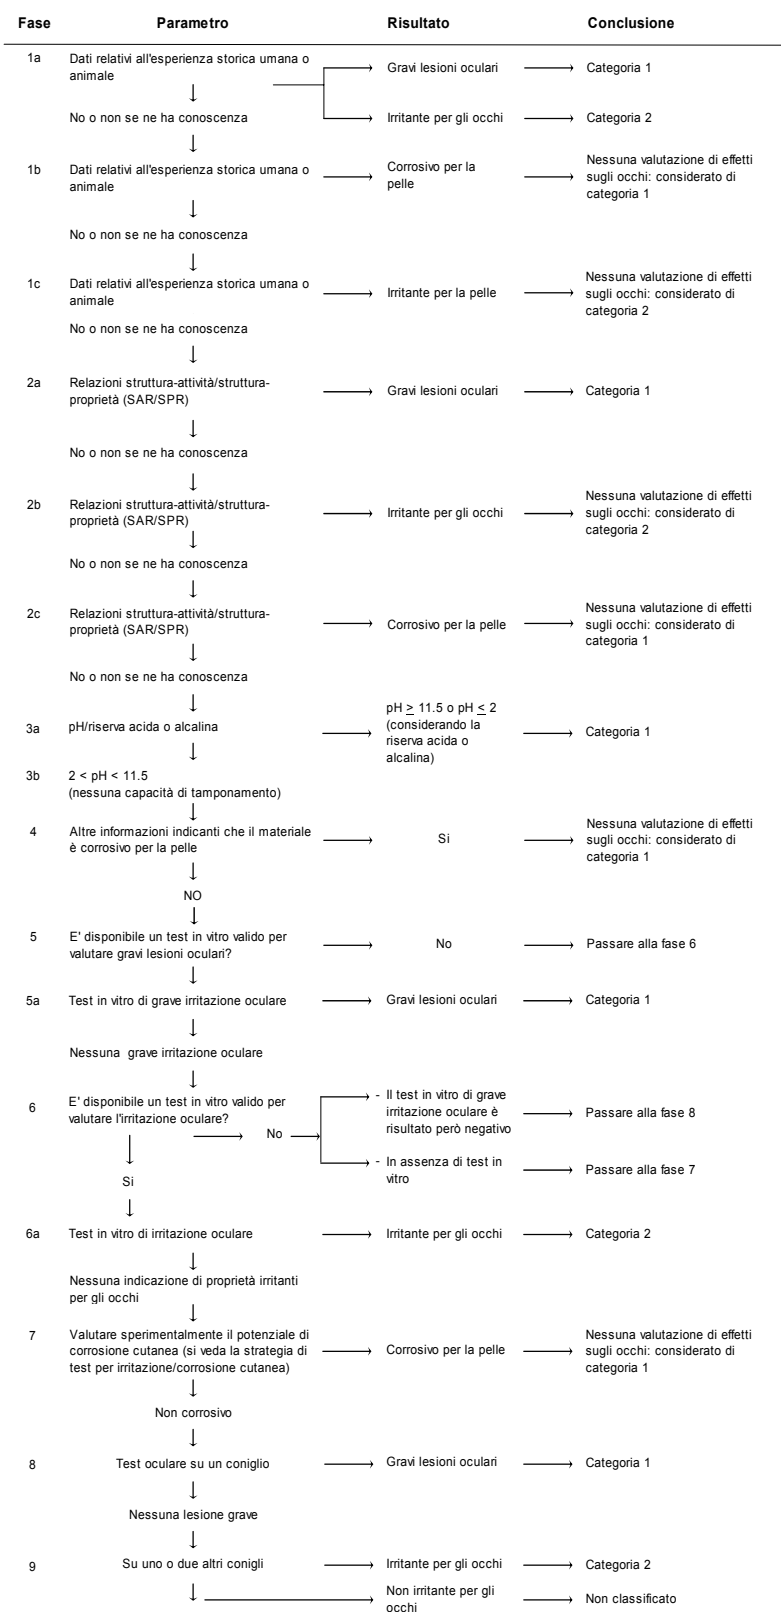 Fase Parametro Risultato Conclusione
1a Dati relativi all'esperienza storica umana o
animale
Gravi lesioni oculari Categoria 1
No o non se ne ha conoscenza Irritante per gli occhi Categoria 2
1b Dati relativi all'esperienza storica umana o
animale
Corrosivo per la
pelle
Nessuna valutazione di effetti
sugli occhi: considerato di
categoria 1
No o non se ne ha conoscenza
1c Dati relativi all'esperienza storica umana o
animale
Irritante per la pelle
Nessuna valutazione di effetti
sugli occhi: considerato di
categoria 2
No o non se ne ha conoscenza
2a Relazioni struttura-attività/struttura-
proprietà (SAR/SPR)
Gravi lesioni oculari Categoria 1
No o non se ne ha conoscenza
2b Relazioni struttura-attività/struttura-
proprietà (SAR/SPR)
Irritante per gli occhi
Nessuna valutazione di effetti
sugli occhi: considerato di
categoria 2
No o non se ne ha conoscenza
2c Relazioni struttura-attività/struttura-
proprietà (SAR/SPR)
Corrosivo per la pelle
Nessuna valutazione di effetti
sugli occhi: considerato di
categoria 1
No o non se ne ha conoscenza
3a pH/riserva acida o alcalina
pH ≥ 11.5 o pH ≤ 2
(considerando la
riserva acida o
alcalina)
Categoria 1
3b 2 < pH < 11.5
(nessuna capacità di tamponamento)
4 Altre informazioni indicanti che il materiale
è corrosivo per la pelle
Si
Nessuna valutazione di effetti
sugli occhi: considerato di
categoria 1
NO
5 E' disponibile un test in vitro valido per
valutare gravi lesioni oculari?
No Passare alla fase 6
5a Test in vitro di grave irritazione oculare Gravi lesioni oculari Categoria 1
Nessuna grave irritazione oculare
6 E' disponibile un test in vitro valido per
valutare l'irritazione oculare?
No
- Il test in vitro di grave
irritazione oculare è
risultato però negativo
Passare alla fase 8
- In assenza di test in
vitro
Passare alla fase 7
Si
6a Test in vitro di irritazione oculare Irritante per gli occhi Categoria 2
Nessuna indicazione di proprietà irritanti
per gli occhi
7 Valutare sperimentalmente il potenziale di
corrosione cutanea (si veda la strategia di
test per irritazione/corrosione cutanea)
Corrosivo per la pelle
Nessuna valutazione di effetti
sugli occhi: considerato di
categoria 1
Non corrosivo
8 Test oculare su un coniglio Gravi lesioni oculari Categoria 1
Nessuna lesione grave
9 Su uno o due altri conigli Irritante per gli occhi Categoria 2
Non irritante per gli
occhi
Non classificato